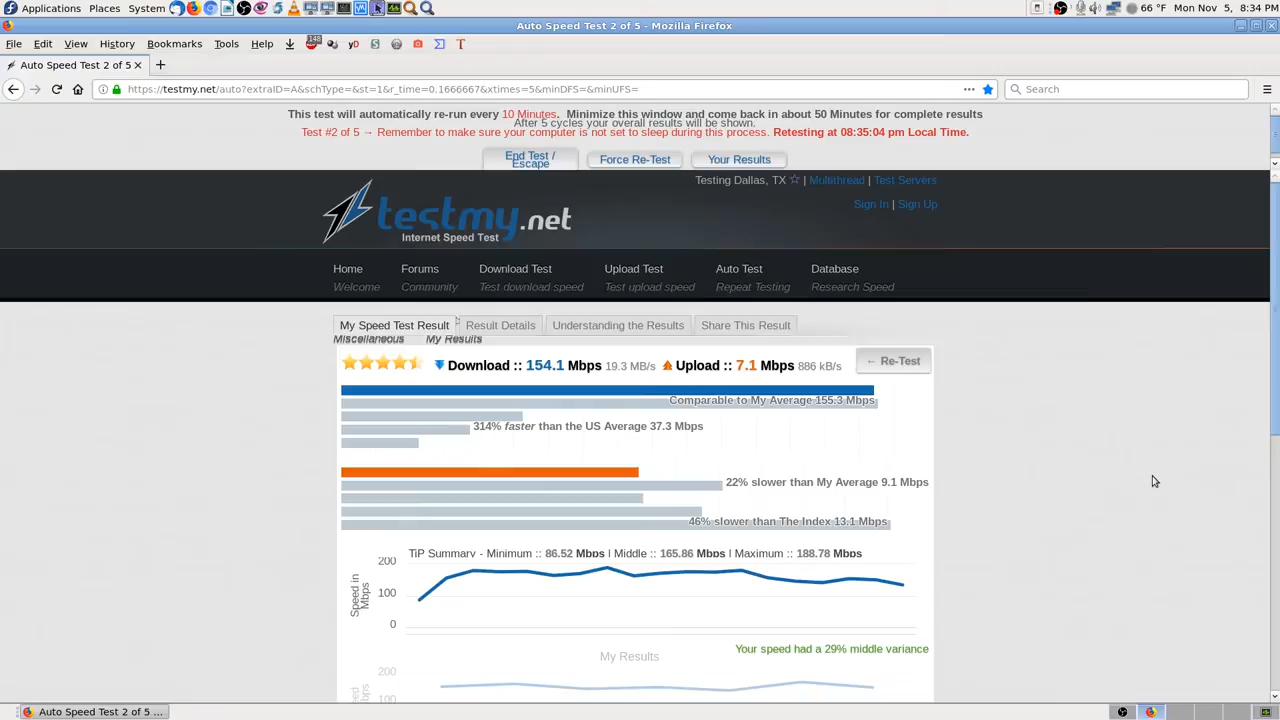 Applications Places System
66 °F Mon Nov 5, 8:34 PM
Auto Speed Test 2 of 5 - Mozilla Firefox
File Edit View History Bookmarks Tools Help
148
yD
S
T
Auto Speed Test 2 of 5
https://testmy.net/auto?extraID=A&schType=&st=1&r_time=0.1666667&xtimes=5&minDFS=&minUFS=
Search
This test will automatically re-run every 10 Minutes. Minimize this window and come back in about 50 Minutes for complete results
After 5 cycles your overall results will be shown.
Test #2 of 5 → Remember to make sure your computer is not set to sleep during this process. Retesting at 08:35:04 pm Local Time.
End Test / Escape
Force Re-Test
Your Results
Testing Dallas, TX ☆ | Multithread | Test Servers
Sign In | Sign Up
testmy.net
Internet Speed Test
Home Forums Download Test Upload Test Auto Test Database
Welcome Community Test download speed Test upload speed Repeat Testing Research Speed
My Speed Test Result Result Details Understanding the Results Share This Result
Miscellaneous My Results
Download :: 154.1 Mbps 19.3 MB/s Upload :: 7.1 Mbps 886 kB/s
← Re-Test
Comparable to My Average 155.3 Mbps
314% faster than the US Average 37.3 Mbps
22% slower than My Average 9.1 Mbps
46% slower than The Index 13.1 Mbps
TiP Summary - Minimum :: 86.52 Mbps | Middle :: 165.86 Mbps | Maximum :: 188.78 Mbps
200
100
0
Speed in Mbps
Your speed had a 29% middle variance
My Results
200
100
Auto Speed Test 2 of 5 ...